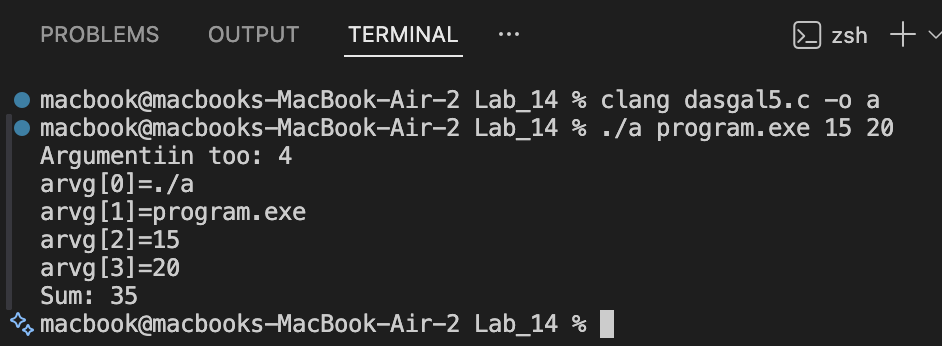 PROBLEMS OUTPUT TERMINAL ··· zsh
macbook@macbooks-MacBook-Air-2 Lab_14 % clang dasgal5.c -o a
macbook@macbooks-MacBook-Air-2 Lab_14 % ./a program.exe 15 20
Argumentiin too: 4
arvg[0]=./a
arvg[1]=program.exe
arvg[2]=15
arvg[3]=20
Sum: 35
macbook@macbooks-MacBook-Air-2 Lab_14 %